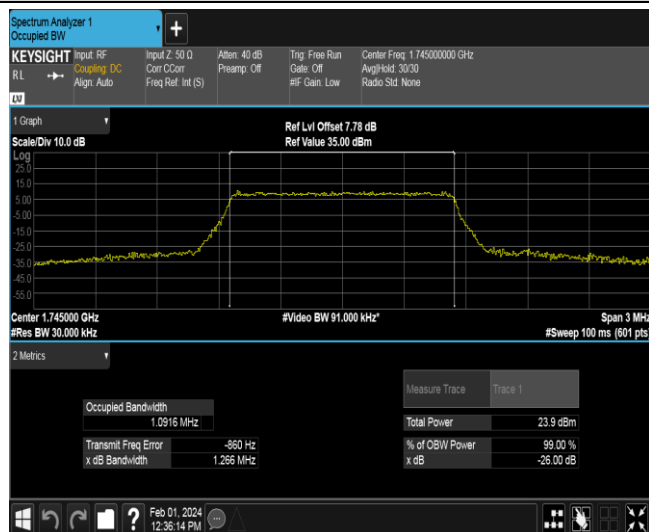 Spectrum Analyzer 1
Occupied BW
+
KEYSIGHT
RL
LXI
Input: RF
Coupling: DC
Align: Auto
Input Z: 50 Ω
Corr CCorr
Freq Ref: Int (S)
Atten: 40 dB
Preamp: Off
Trig: Free Run
Gate: Off
#IF Gain: Low
Center Freq: 1.745000000 GHz
Avg|Hold: 30/30
Radio Std: None
1 Graph
Scale/Div 10.0 dB
Ref Lvl Offset 7.78 dB
Ref Value 35.00 dBm
Log
25.0
15.0
5.00
-5.00
-15.0
-25.0
-35.0
-45.0
-55.0
Center 1.745000 GHz
#Res BW 30.000 kHz
#Video BW 91.000 kHz*
Span 3 MHz
#Sweep 100 ms (601 pts)
2 Metrics
Measure Trace Trace 1
Occupied Bandwidth
1.0916 MHz
Total Power 23.9 dBm
Transmit Freq Error -860 Hz
% of OBW Power 99.00 %
x dB Bandwidth 1.266 MHz
x dB -26.00 dB
?
Feb 01, 2024
12:36:14 PM